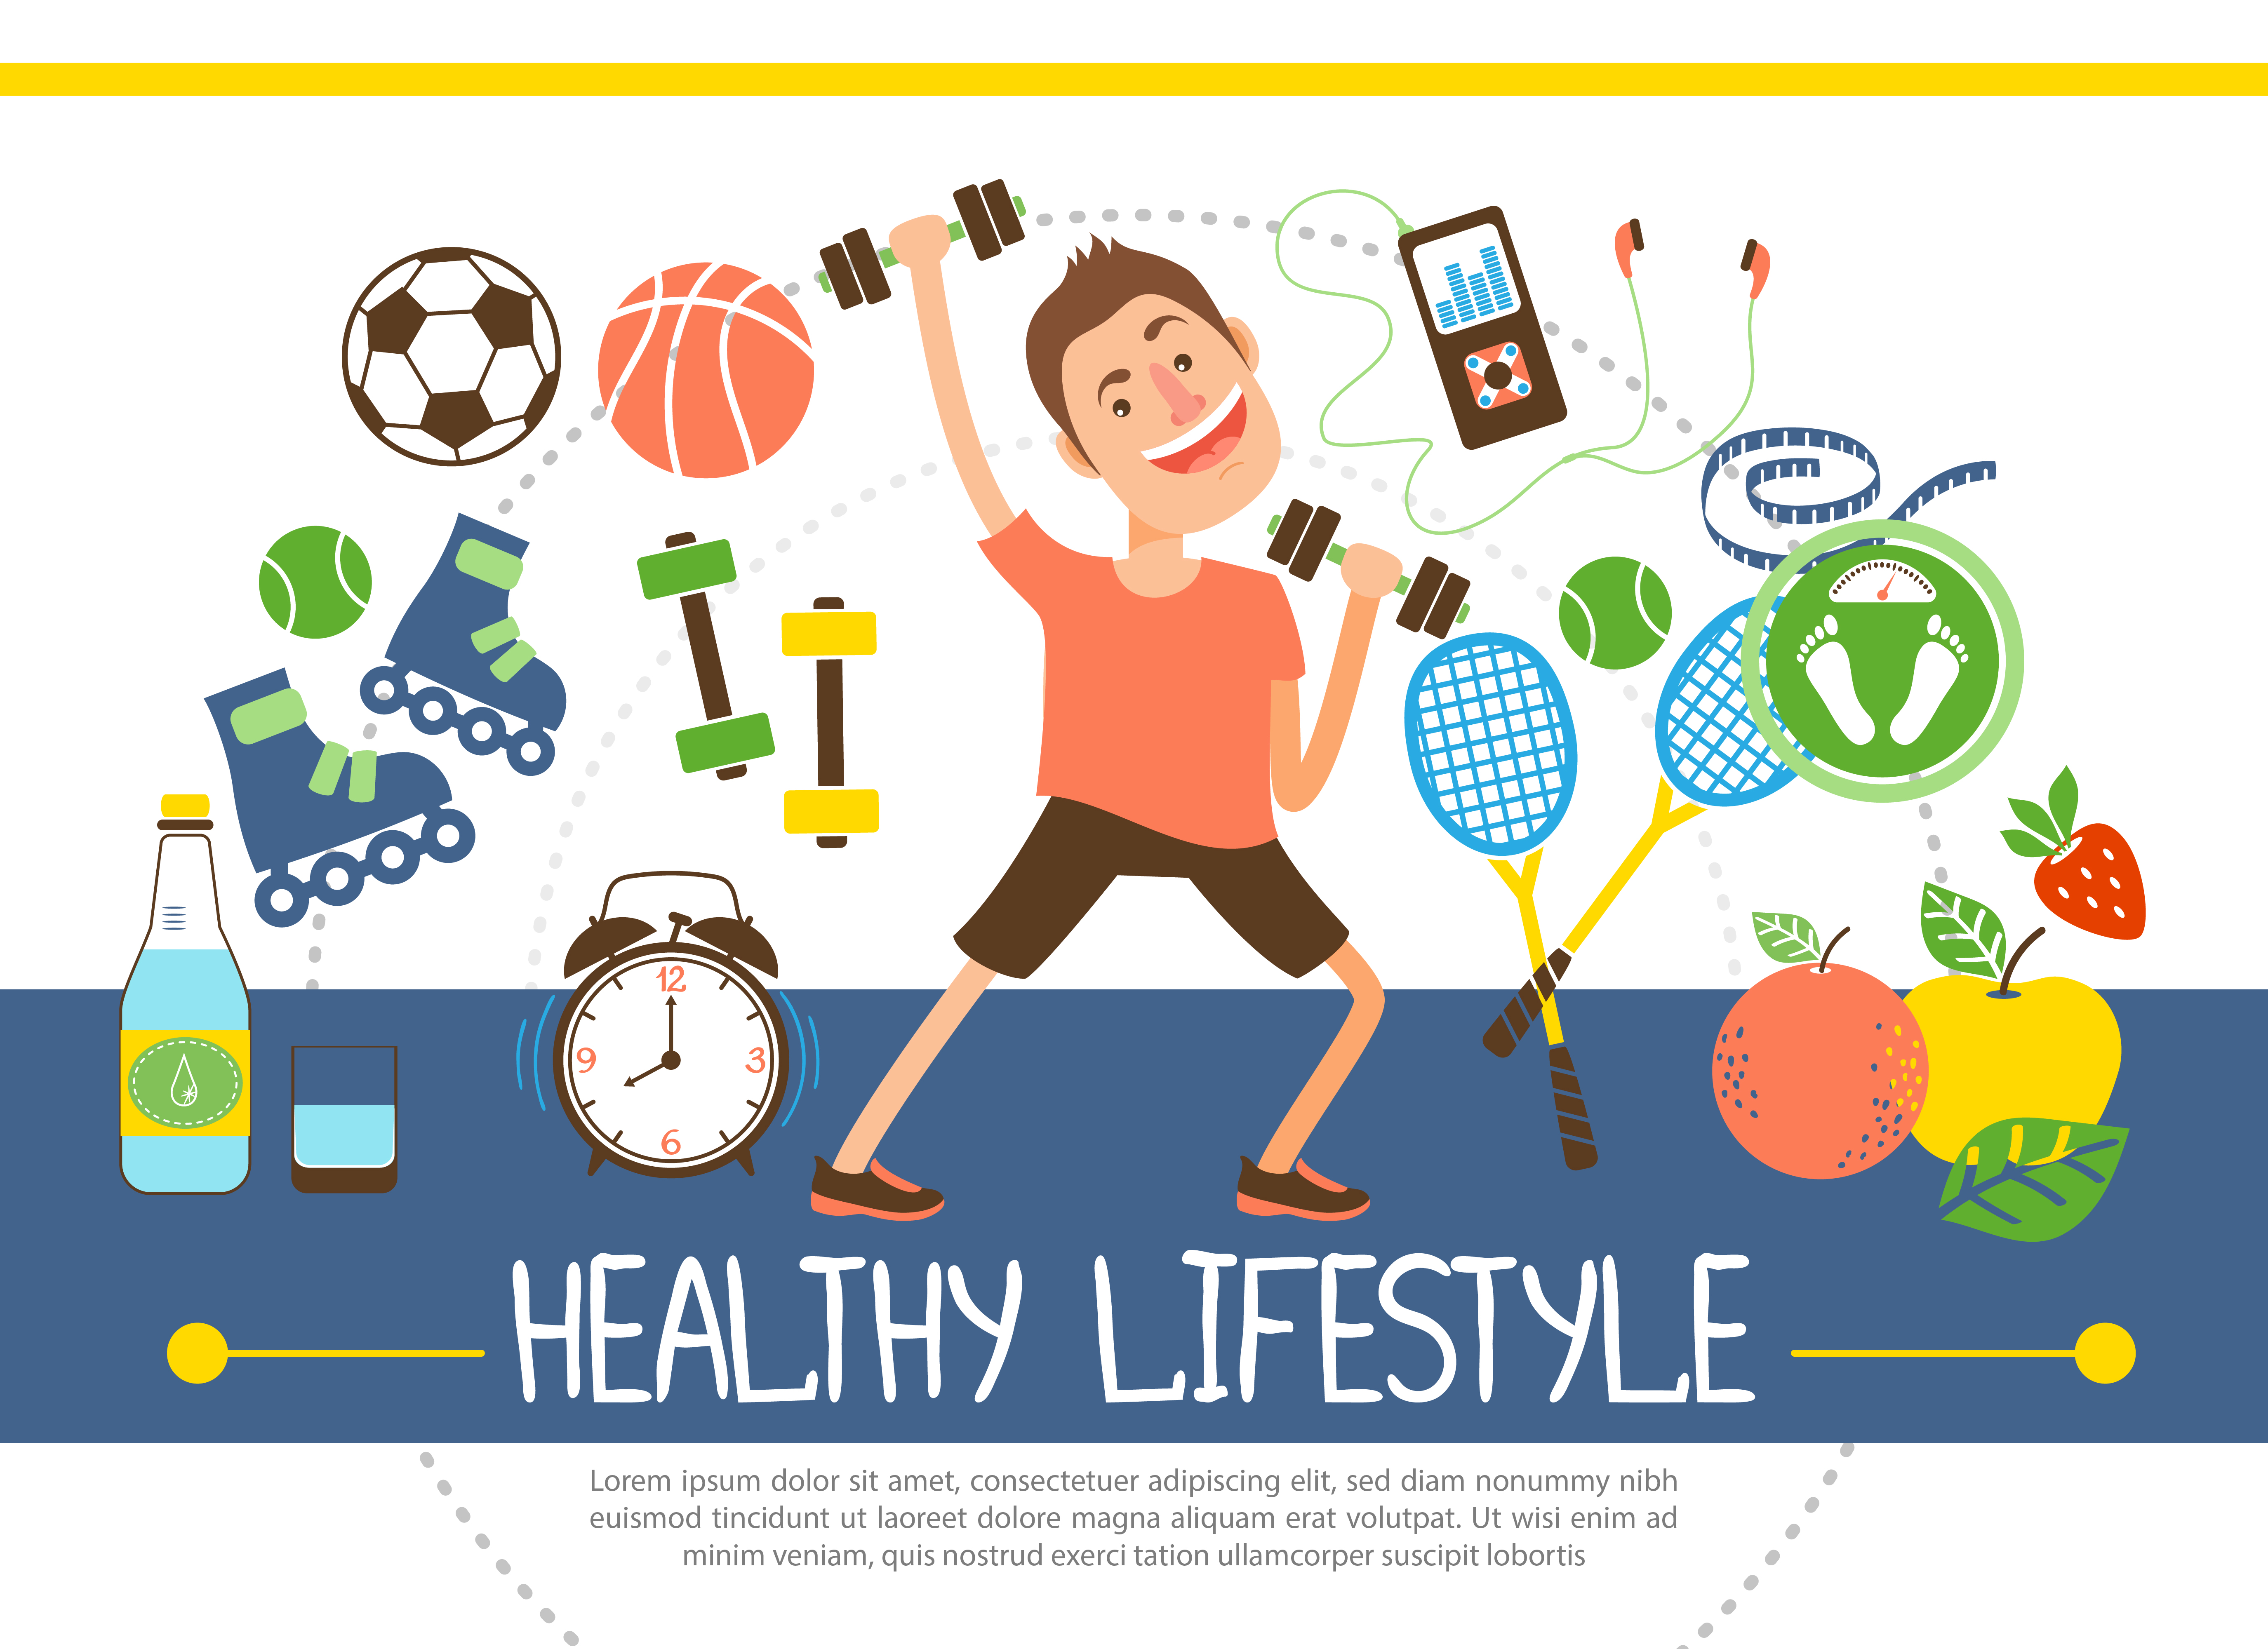 12
9 3
6
HEALTHY LIFESTYLE
Lorem ipsum dolor sit amet, consectetuer adipiscing elit, sed diam nonummy nibh
euismod tincidunt ut laoreet dolore magna aliquam erat volutpat. Ut wisi enim ad
minim veniam, quis nostrud exerci tation ullamcorper suscipit lobortis